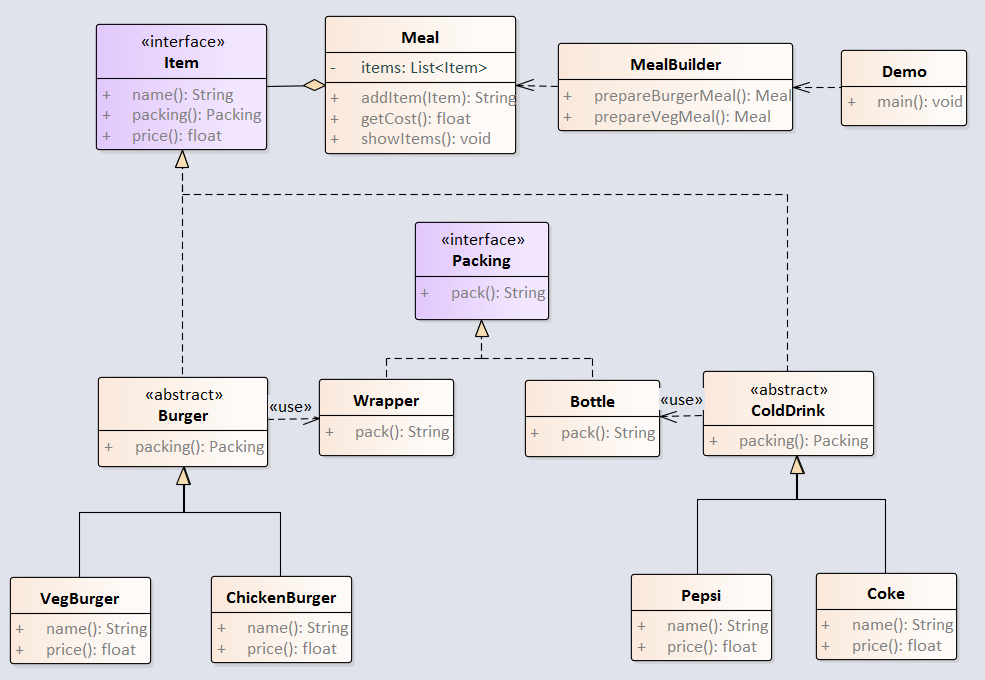 «interface»
Item
+ name(): String
+ packing(): Packing
+ price(): float
Meal
- items: List<Item>
+ addItem(Item): String
+ getCost(): float
+ showItems(): void
MealBuilder
+ prepareBurgerMeal(): Meal
+ prepareVegMeal(): Meal
Demo
+ main(): void
«interface»
Packing
+ pack(): String
«abstract»
Burger
+ packing(): Packing
«use»
Wrapper
+ pack(): String
Bottle
+ pack(): String
«use»
«abstract»
ColdDrink
+ packing(): Packing
VegBurger
+ name(): String
+ price(): float
ChickenBurger
+ name(): String
+ price(): float
Pepsi
+ name(): String
+ price(): float
Coke
+ name(): String
+ price(): float